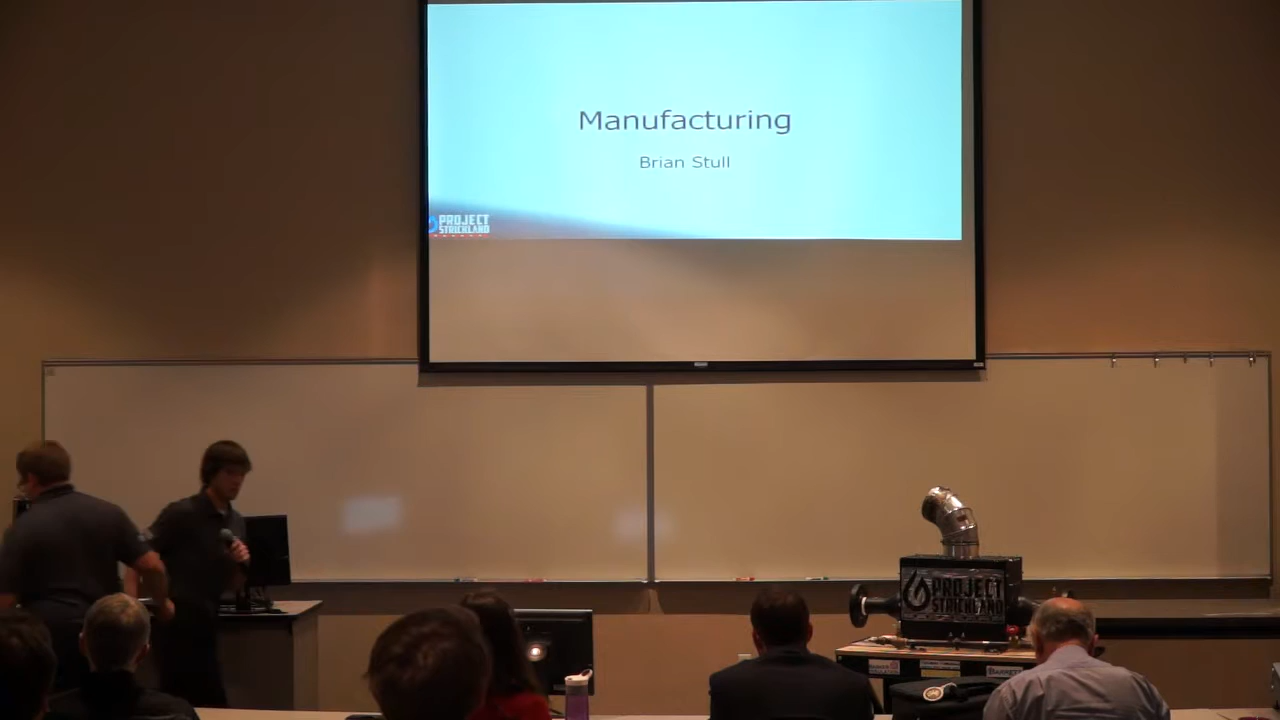 Manufacturing
Brian Stull
PROJECT
STRICKLAND
PROJECT
STRICKLAND